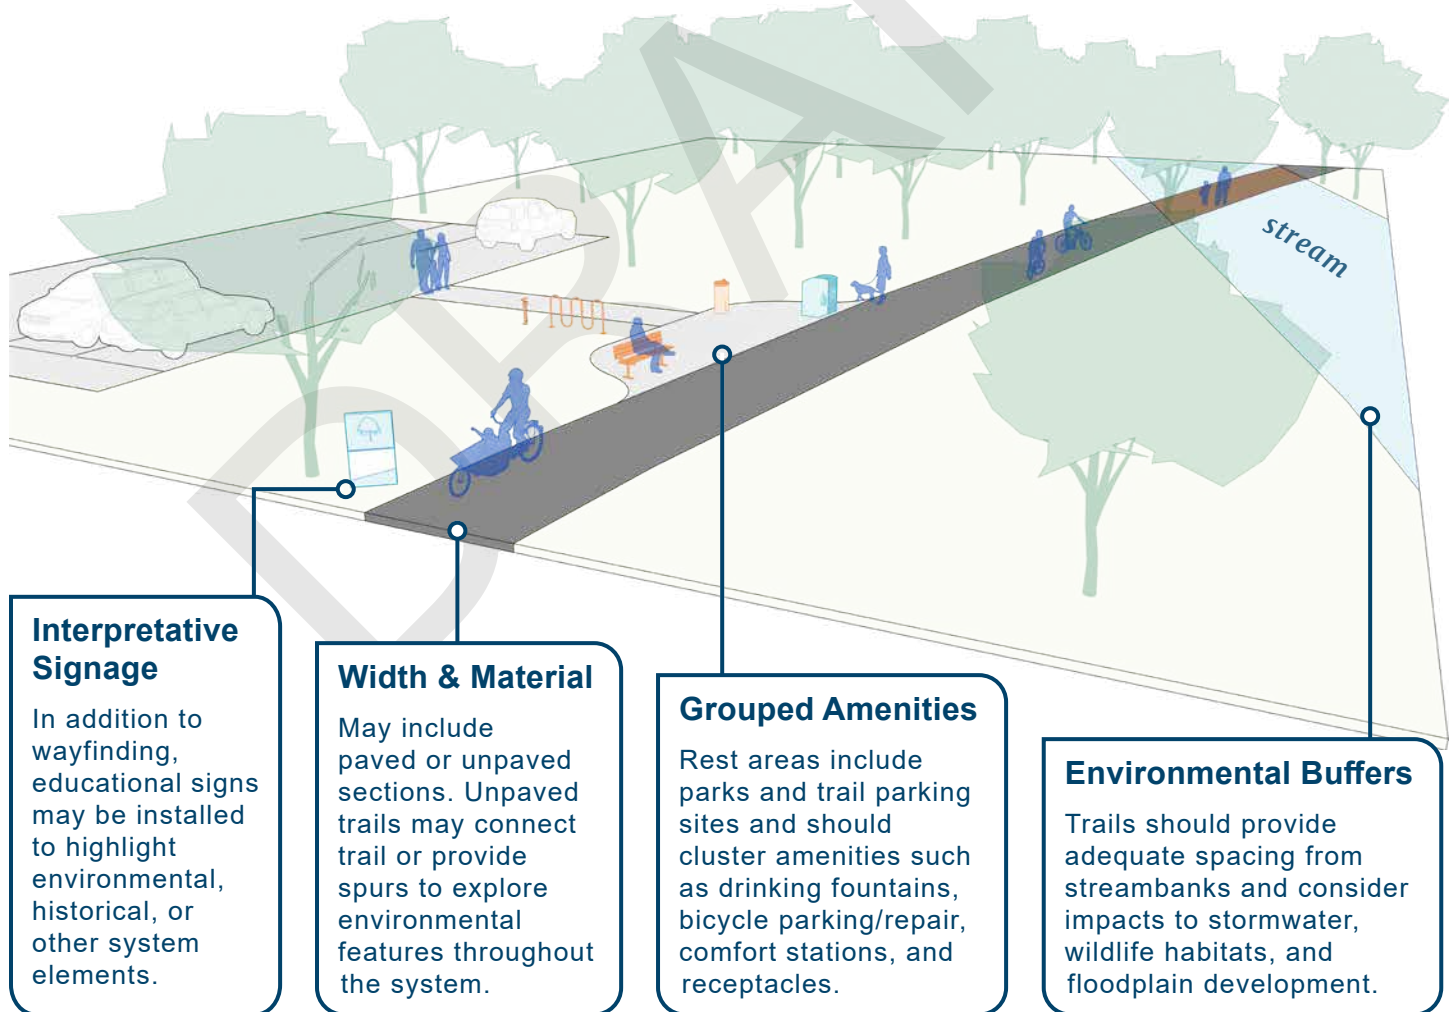 DRAF
stream
Interpretative
Signage
In addition to
wayfinding,
educational signs
may be installed
to highlight
environmental,
historical, or
other system
elements.
Width & Material
May include
paved or unpaved
sections. Unpaved
trails may connect
trail or provide
spurs to explore
environmental
features throughout
the system.
Grouped Amenities
Rest areas include
parks and trail parking
sites and should
cluster amenities such
as drinking fountains,
bicycle parking/repair,
comfort stations, and
receptacles.
Environmental Buffers
Trails should provide
adequate spacing from
streambanks and consider
impacts to stormwater,
wildlife habitats, and
floodplain development.